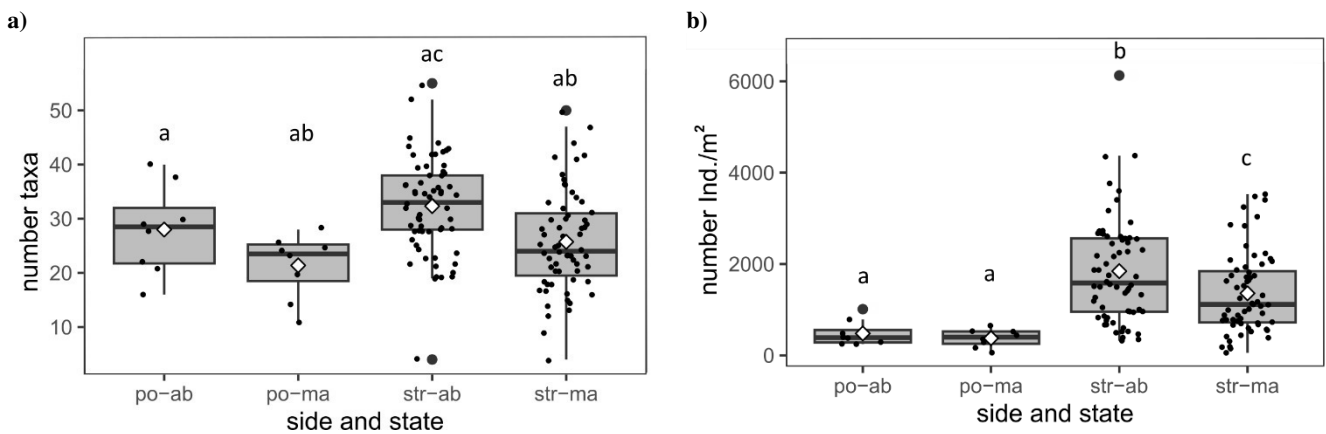 a)
ac
ab
a
ab
50
40
30
20
10
number taxa
po−ab
po−ma
str−ab
str−ma
side and state
b)
b
c
a
a
6000
4000
2000
0
number Ind./m²
po−ab
po−ma
str−ab
str−ma
side and state